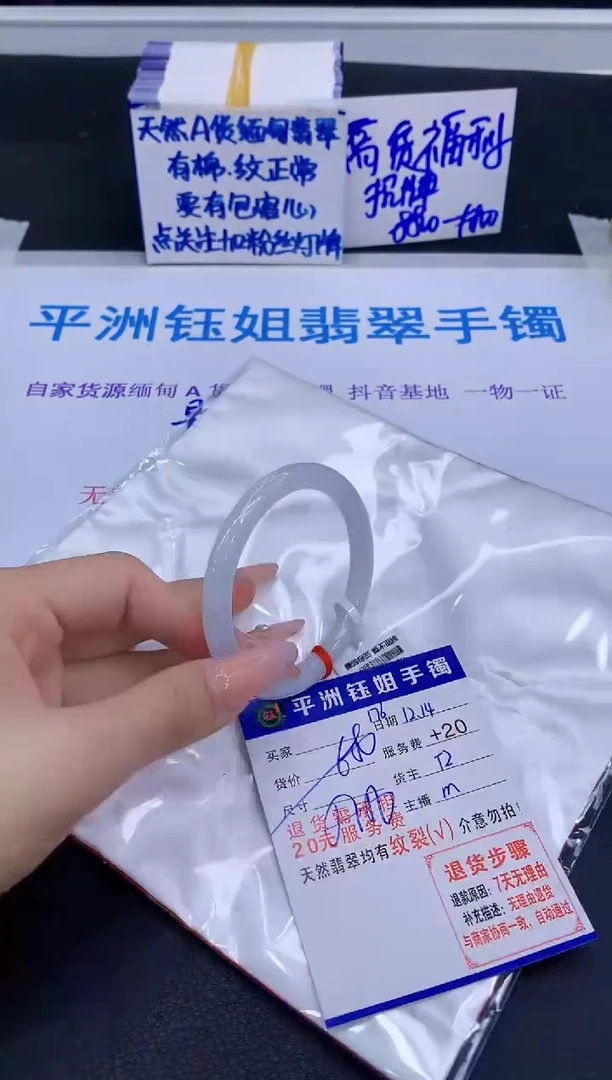 天然A货缅甸翡翠
有棉.纹正常
要有包容心
点关注加粉丝灯牌
高货福利
平洲钰姐翡翠手镯
自家货源缅甸A货
抖音基地 一物一证
无
平洲钰姐手镯
日期 12.14
买家
服务费 +20
货价
货主 T2
尺寸
主播 m
退货需承担
20元服务费
天然翡翠均有纹裂(√)介意勿拍!
退货步骤
退款原因:7天无理由
补充描述:无理由退货
与商家协商一致,自动通过